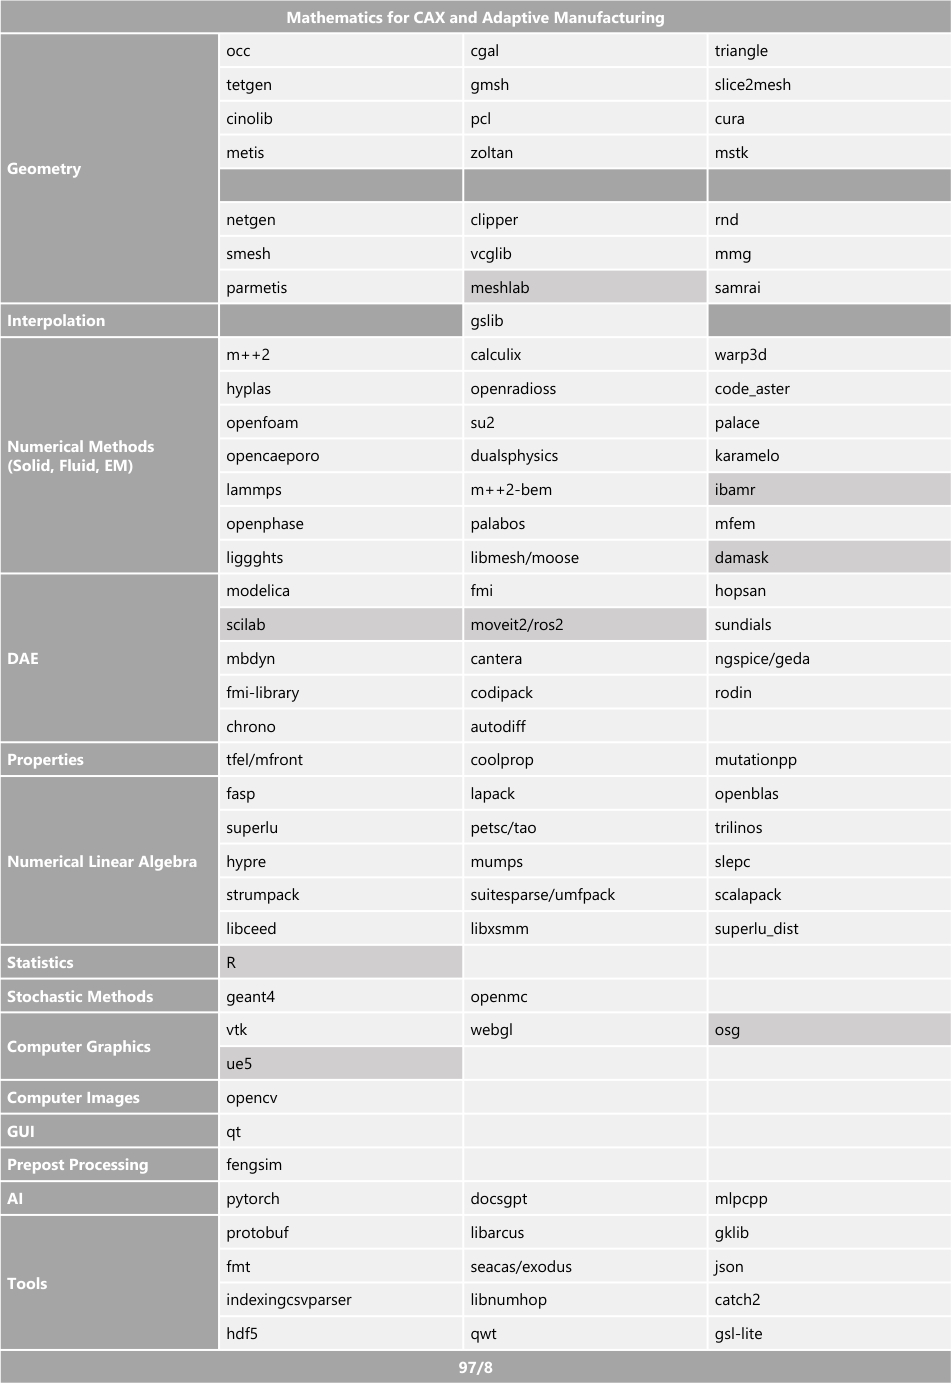 Mathematics for CAX and Adaptive Manufacturing
Geometry
occ cgal triangle
tetgen gmsh slice2mesh
cinolib pcl cura
metis zoltan mstk
netgen clipper rnd
smesh vcglib mmg
parmetis meshlab samrai
Interpolation gslib
Numerical Methods
(Solid, Fluid, EM)
m++2 calculix warp3d
hyplas openradioss code_aster
openfoam su2 palace
opencaeporo dualsphysics karamelo
lammps m++2-bem ibamr
openphase palabos mfem
liggghts libmesh/moose damask
DAE
modelica fmi hopsan
scilab moveit2/ros2 sundials
mbdyn cantera ngspice/geda
fmi-library codipack rodin
chrono autodiff
Properties tfel/mfront coolprop mutationpp
Numerical Linear Algebra
fasp lapack openblas
superlu petsc/tao trilinos
hypre mumps slepc
strumpack suitesparse/umfpack scalapack
libceed libxsmm superlu_dist
Statistics R
Stochastic Methods geant4 openmc
Computer Graphics
vtk webgl osg
ue5
Computer Images opencv
GUI qt
Prepost Processing fengsim
AI pytorch docsgpt mlpcpp
Tools
protobuf libarcus gklib
fmt seacas/exodus json
indexingcsvparser libnumhop catch2
hdf5 qwt gsl-lite
97/8